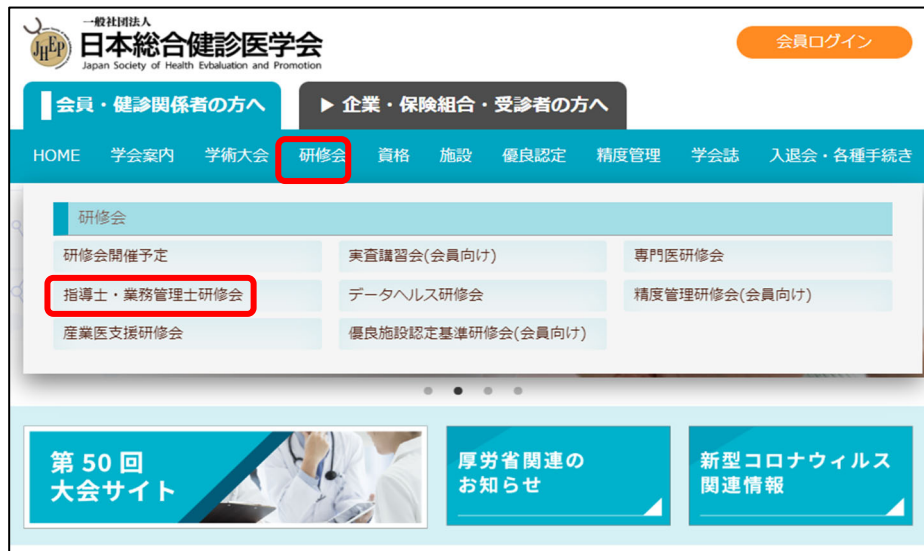 一般社団法人
JHEP
日本総合健診医学会
Japan Society of Health Evbaluation and Promotion
会員ログイン
会員・健診関係者の方へ
▶ 企業・保険組合・受診者の方へ
HOME 学会案内 学術大会 研修会 資格 施設 優良認定 精度管理 学会誌 入退会・各種手続き
研修会
研修会開催予定 実査講習会(会員向け) 専門医研修会
指導士・業務管理士研修会 データヘルス研修会 精度管理研修会(会員向け)
産業医支援研修会 優良施設認定基準研修会(会員向け)
第 50 回
大会サイト
厚労省関連の
お知らせ
新型コロナウィルス
関連情報